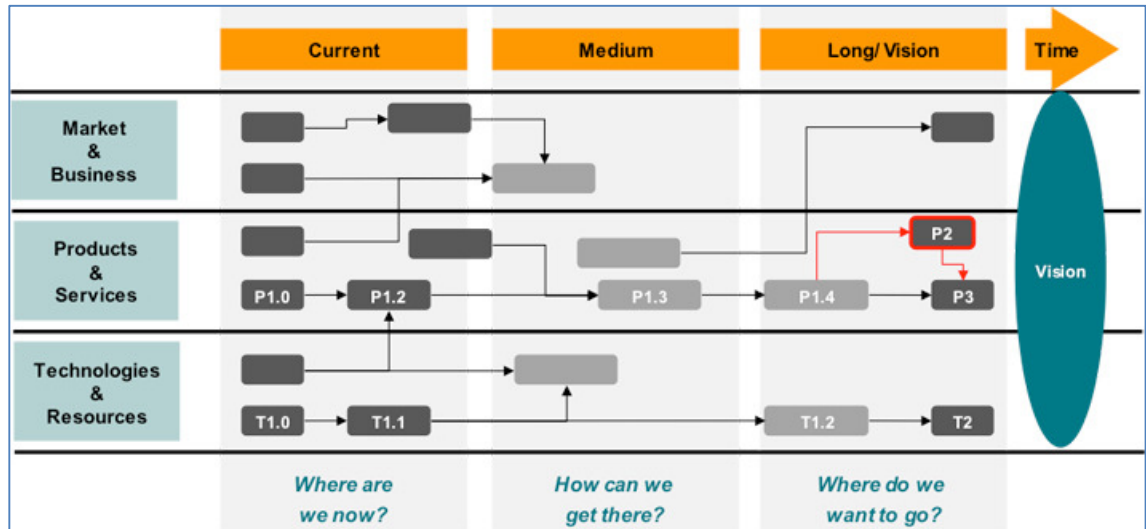 Current
Medium
Long/ Vision
Time
Market
&
Business
Products
&
Services
P2
Vision
P1.0
P1.2
P1.3
P1.4
P3
Technologies
&
Resources
T1.0
T1.1
T1.2
T2
Where are
we now?
How can we
get there?
Where do we
want to go?